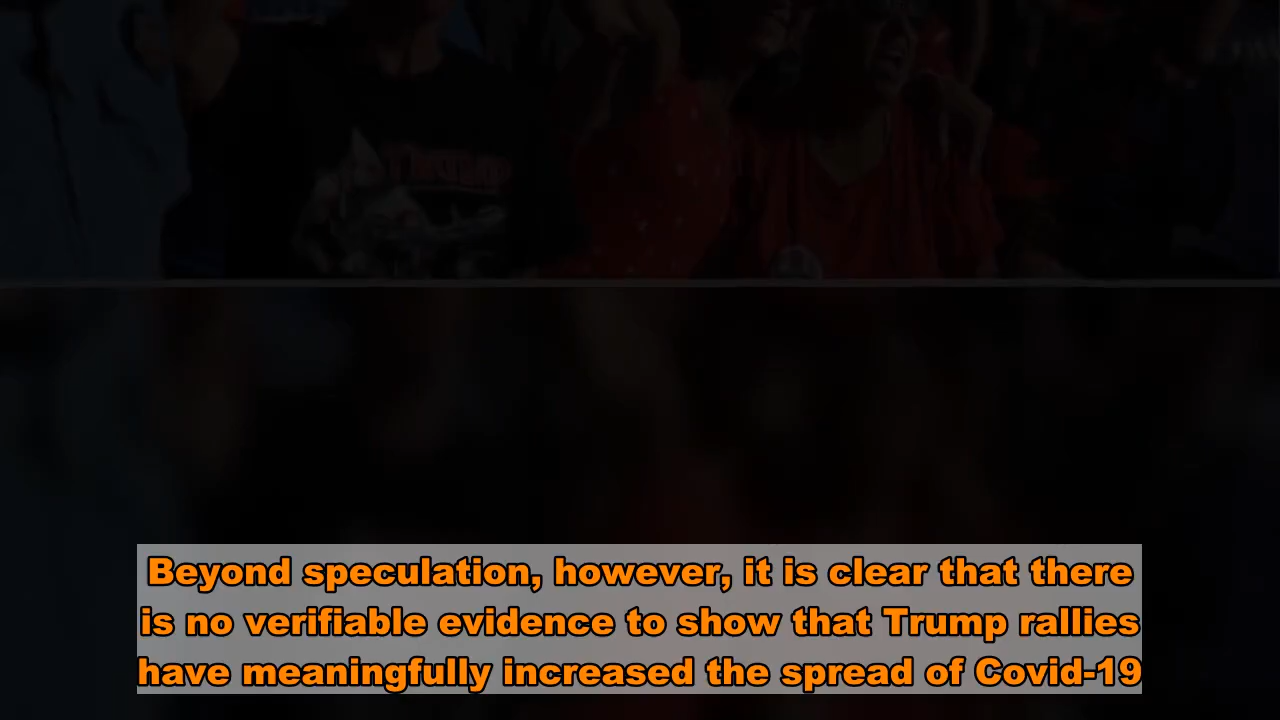 Beyond speculation, however, it is clear that there
is no verifiable evidence to show that Trump rallies
have meaningfully increased the spread of Covid-19